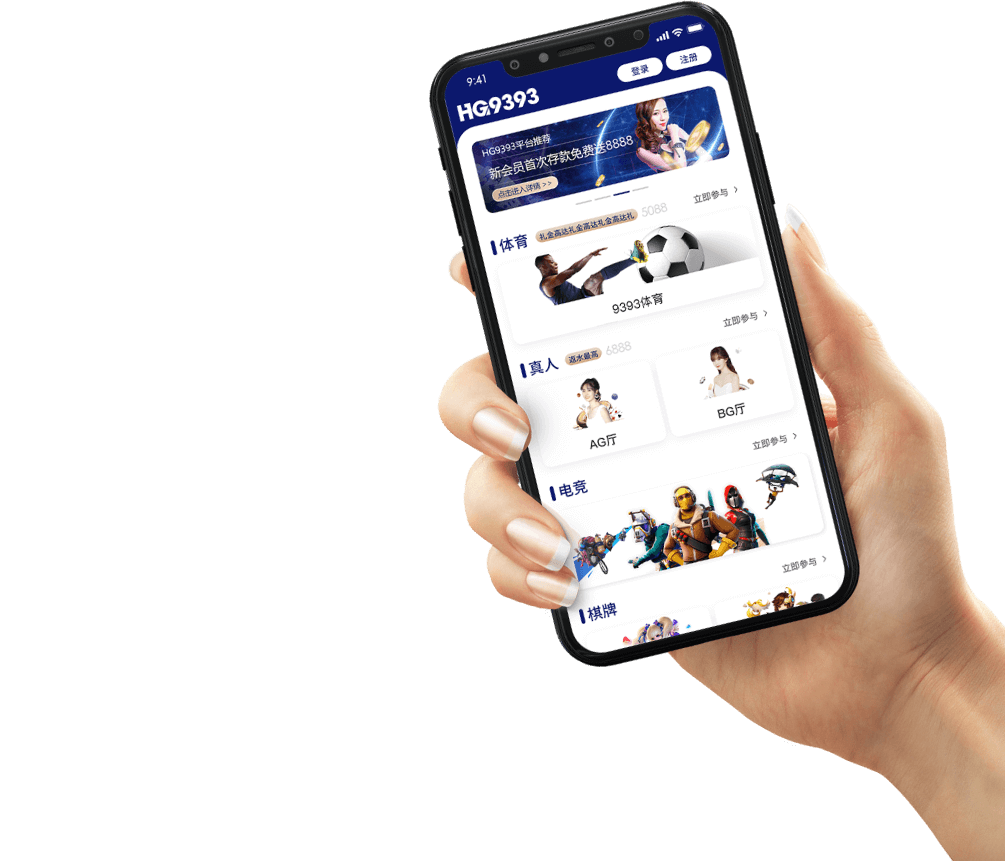 9:41
登录
注册
HG9393
HG9393平台推荐
新会员首次存款免费送8888
点击进入详情 >>
立即参与 >
体育
礼金高达礼金高达礼金高达礼
5088
9393体育
立即参与 >
真人
返水最高
6888
AG厅
BG厅
立即参与 >
电竞
立即参与 >
棋牌